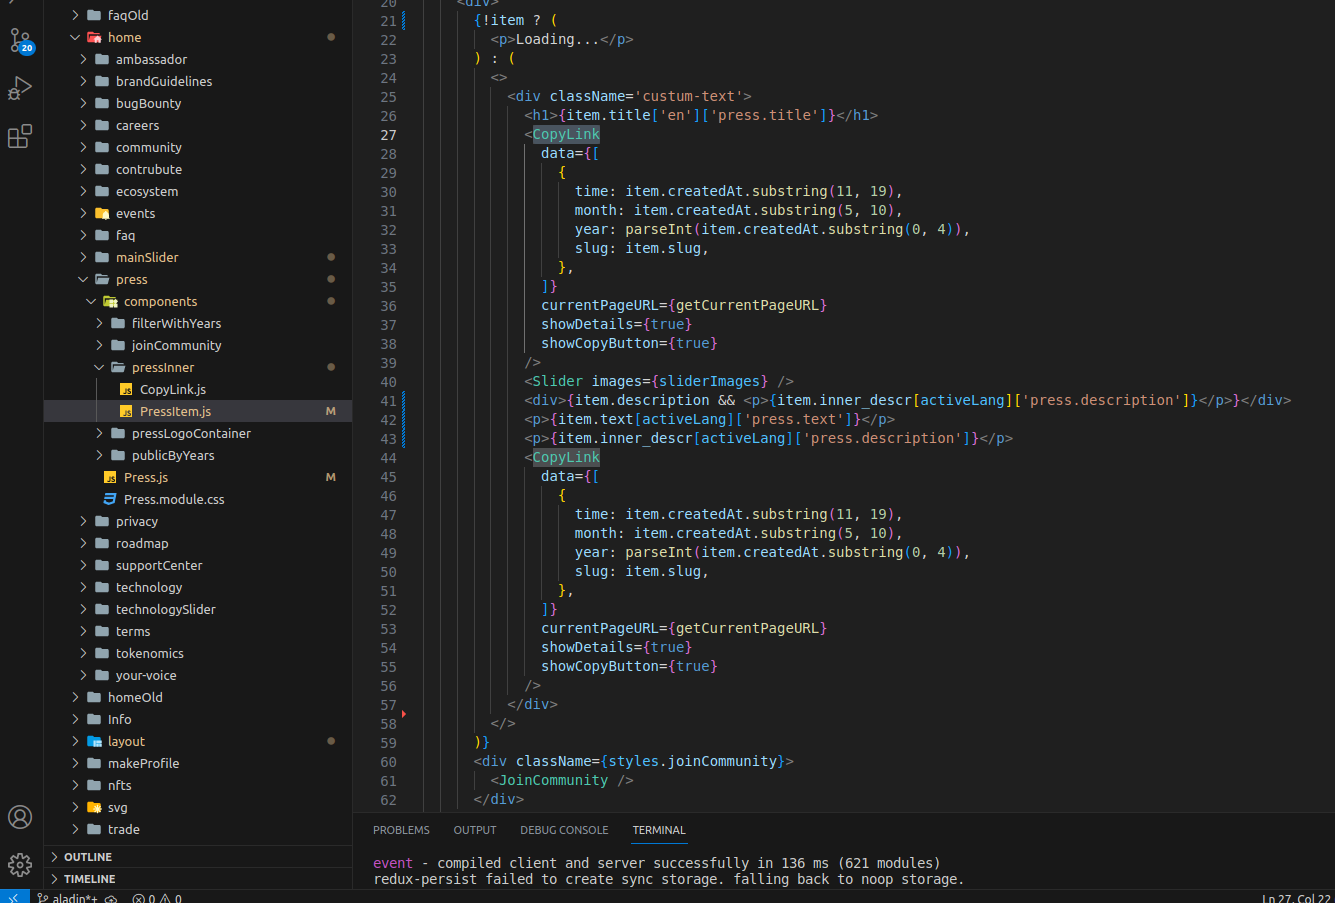 faqOld
home
ambassador
brandGuidelines
bugBounty
careers
community
contrubute
ecosystem
events
faq
mainSlider
press
components
filterWithYears
joinCommunity
pressInner
CopyLink.js
PressItem.js M
pressLogoContainer
publicByYears
Press.js M
Press.module.css
privacy
roadmap
supportCenter
technology
technologySlider
terms
tokenomics
your-voice
homeOld
Info
layout
makeProfile
nfts
svg
trade
OUTLINE
TIMELINE
20
20 <div>
21 {!item ? (
22 <p>Loading...</p>
23 ) : (
24 <>
25 <div className='custum-text'>
26 <h1>{item.title['en']['press.title']}</h1>
27 <CopyLink
28 data={[
29 {
30 time: item.createdAt.substring(11, 19),
31 month: item.createdAt.substring(5, 10),
32 year: parseInt(item.createdAt.substring(0, 4)),
33 slug: item.slug,
34 },
35 ]}
36 currentPageURL={getCurrentPageURL}
37 showDetails={true}
38 showCopyButton={true}
39 />
40 <Slider images={sliderImages} />
41 <div>{item.description && <p>{item.inner_descr[activeLang]['press.description']}</p>}</div>
42 <p>{item.text[activeLang]['press.text']}</p>
43 <p>{item.inner_descr[activeLang]['press.description']}</p>
44 <CopyLink
45 data={[
46 {
47 time: item.createdAt.substring(11, 19),
48 month: item.createdAt.substring(5, 10),
49 year: parseInt(item.createdAt.substring(0, 4)),
50 slug: item.slug,
51 },
52 ]}
53 currentPageURL={getCurrentPageURL}
54 showDetails={true}
55 showCopyButton={true}
56 />
57 </div>
58 </>
59 )}
60 <div className={styles.joinCommunity}>
61 <JoinCommunity />
62 </div>
PROBLEMS OUTPUT DEBUG CONSOLE TERMINAL
event - compiled client and server successfully in 136 ms (621 modules)
redux-persist failed to create sync storage. falling back to noop storage.
aladin*+ 0 0 Ln 27, Col 22